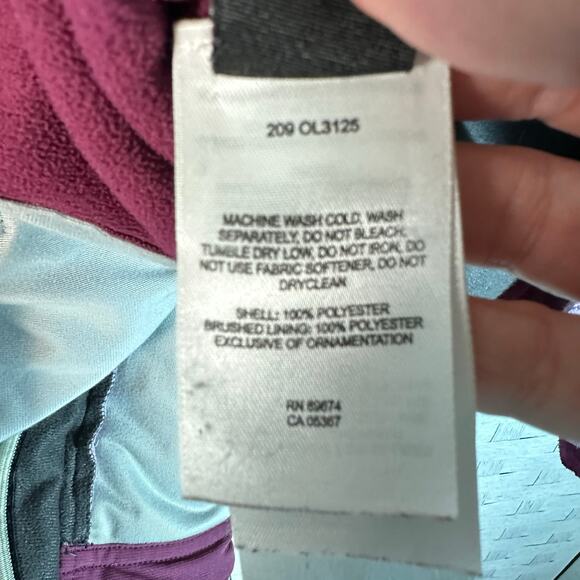 209 OL3125
MACHINE WASH COLD, WASH
SEPARATELY, DO NOT BLEACH,
TUMBLE DRY LOW, DO NOT IRON, DO
NOT USE FABRIC SOFTENER, DO NOT
DRYCLEAN
SHELL: 100% POLYESTER
BRUSHED LINING: 100% POLYESTER
EXCLUSIVE OF ORNAMENTATION
RN 89674
CA 05367